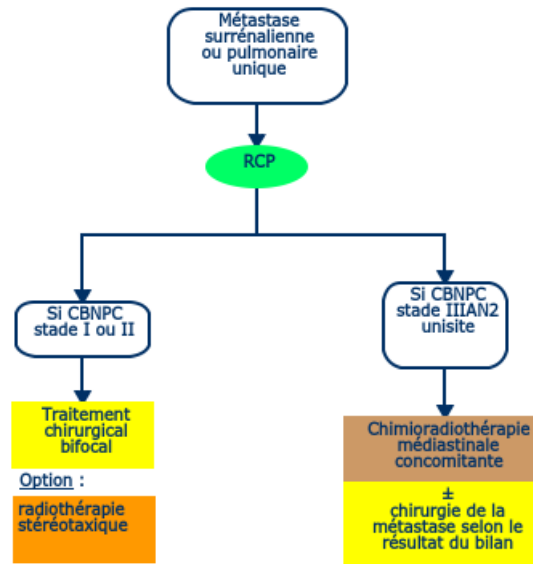 Métastase
surrénalienne
ou pulmonaire
unique
RCP
Si CBNPC
stade I ou II
Traitement
chirurgical
bifocal
Option :
radiothérapie
stéréotaxique
Si CBNPC
stade IIIAN2
unisite
Chimioradiothérapie
médiastinale
concomitante
±
chirurgie de la
métastase selon le
résultat du bilan